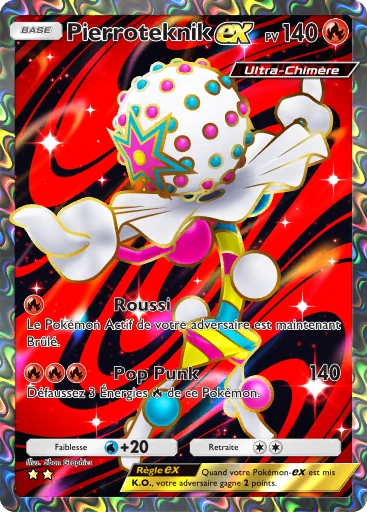 BASE Pierroteknik ex PV 140
Ultra-Chimère
Roussi
Le Pokémon Actif de votre adversaire est maintenant
Brûlé.
Pop Punk 140
Défaussez 3 Énergies de ce Pokémon.
Faiblesse +20 Retraite
Illus. Shon Graphics
Règle ex Quand votre Pokémon-ex est mis
K.O., votre adversaire gagne 2 points.